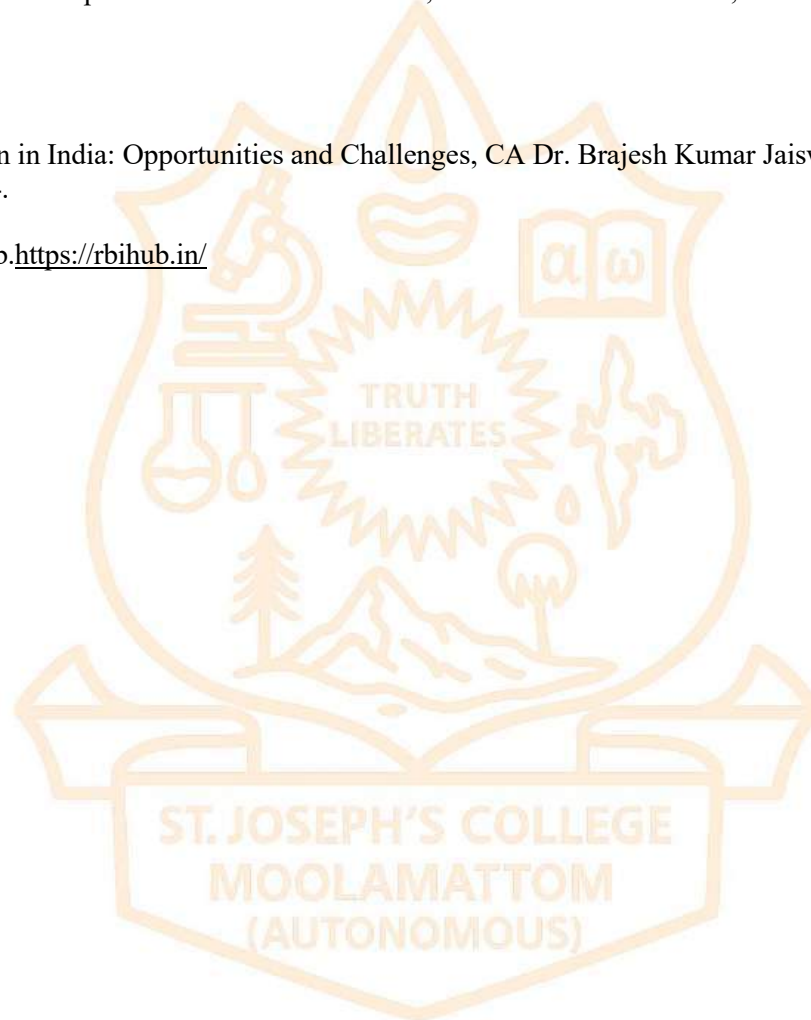 n in India: Opportunities and Challenges, CA Dr. Brajesh Kumar
.
https://rbihub.in/
α ω
TRUTH
LIBERATES
ST. JOSEPH'S COLLEGE
MOOLAMATTOM
(AUTONOMOUS)